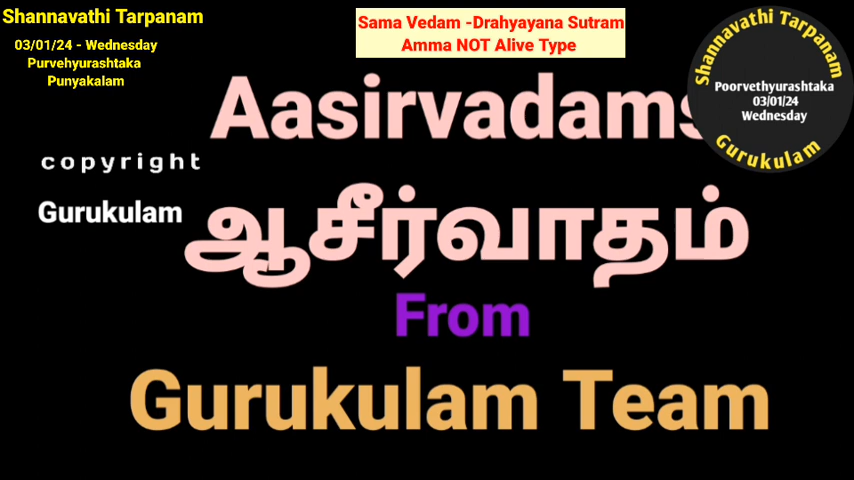 Shannavathi Tarpanam
03/01/24 - Wednesday
Purvehyurashtaka
Punyakalam
Sama Vedam -Drahyayana Sutram
Amma NOT Alive Type
Shannavathi Tarpanam
Poorvethyurashtaka
03/01/24
Wednesday
Gurukulam
Aasirvadams
copyright
Gurukulam
ஆசீர்வாதம்
From
Gurukulam Team